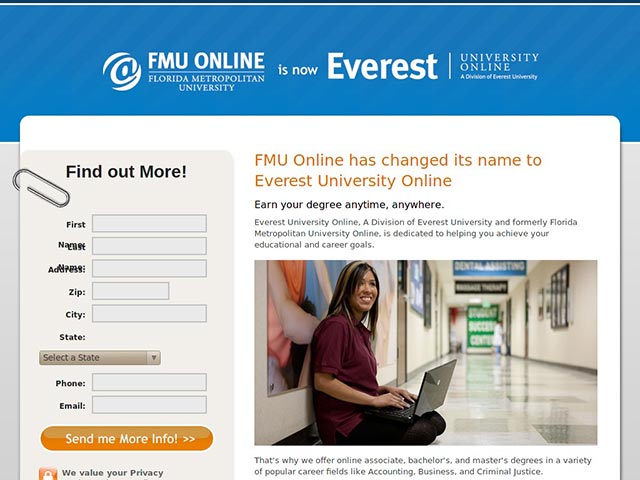 FMU ONLINE
FLORIDA METROPOLITAN
UNIVERSITY
is now
Everest
UNIVERSITY
ONLINE
A Division of Everest University
Find out More!
First
Name:
Last
Name:
Address:
Zip:
City:
State:
Select a State
Phone:
Email:
Send me More Info! >>
We value your Privacy
FMU Online has changed its name to
Everest University Online
Earn your degree anytime, anywhere.
Everest University Online, A Division of Everest University and formerly Florida
Metropolitan University Online, is dedicated to helping you achieve your
educational and career goals.
DENTAL ASSISTING
MASSAGE THERAPY
STUDENT
SUCCESS
CENTER
That's why we offer online associate, bachelor's, and master's degrees in a variety
of popular career fields like Accounting, Business, and Criminal Justice.